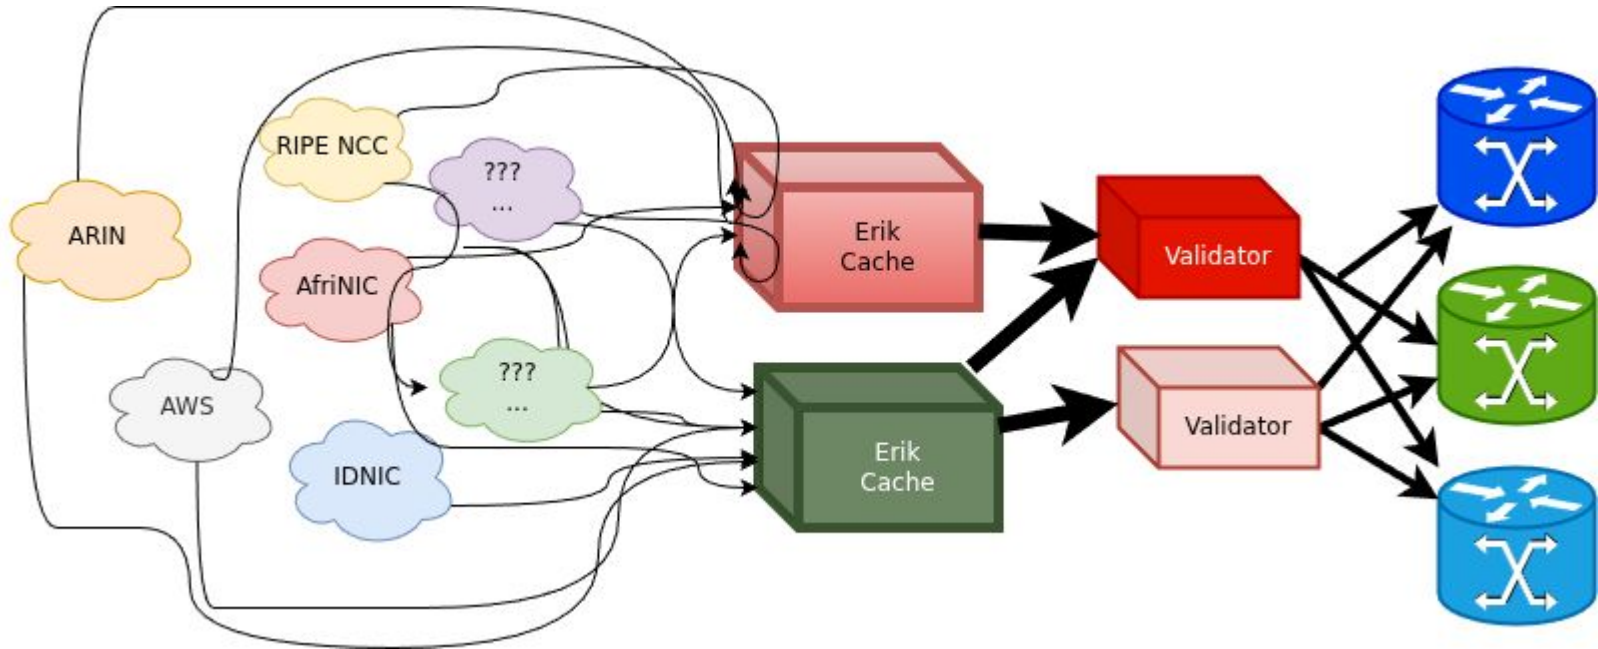 RIPE NCC
???
...
ARIN
AfriNIC
Erik
Cache
Validator
???
...
AWS
IDNIC
Erik
Cache
Validator